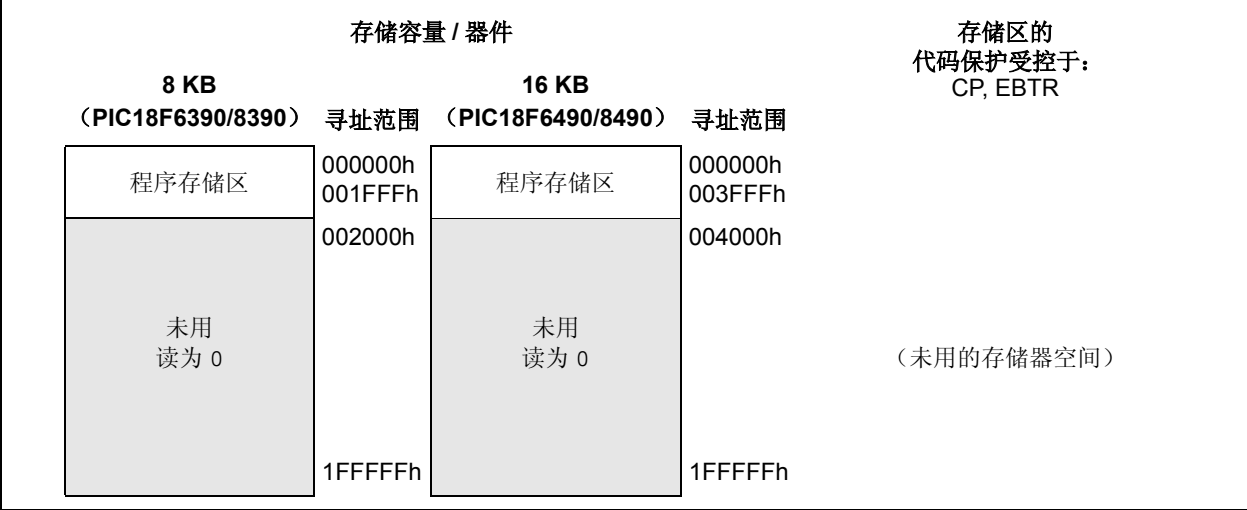 存储容量 / 器件
存储区的
代码保护受控于：
CP, EBTR
8 KB
（PIC18F6390/8390）
寻址范围
16 KB
（PIC18F6490/8490）
寻址范围
程序存储区
000000h
001FFFh
程序存储区
000000h
003FFFh
002000h
004000h
未用
读为 0
未用
读为 0
（未用的存储器空间）
1FFFFFh
1FFFFFh